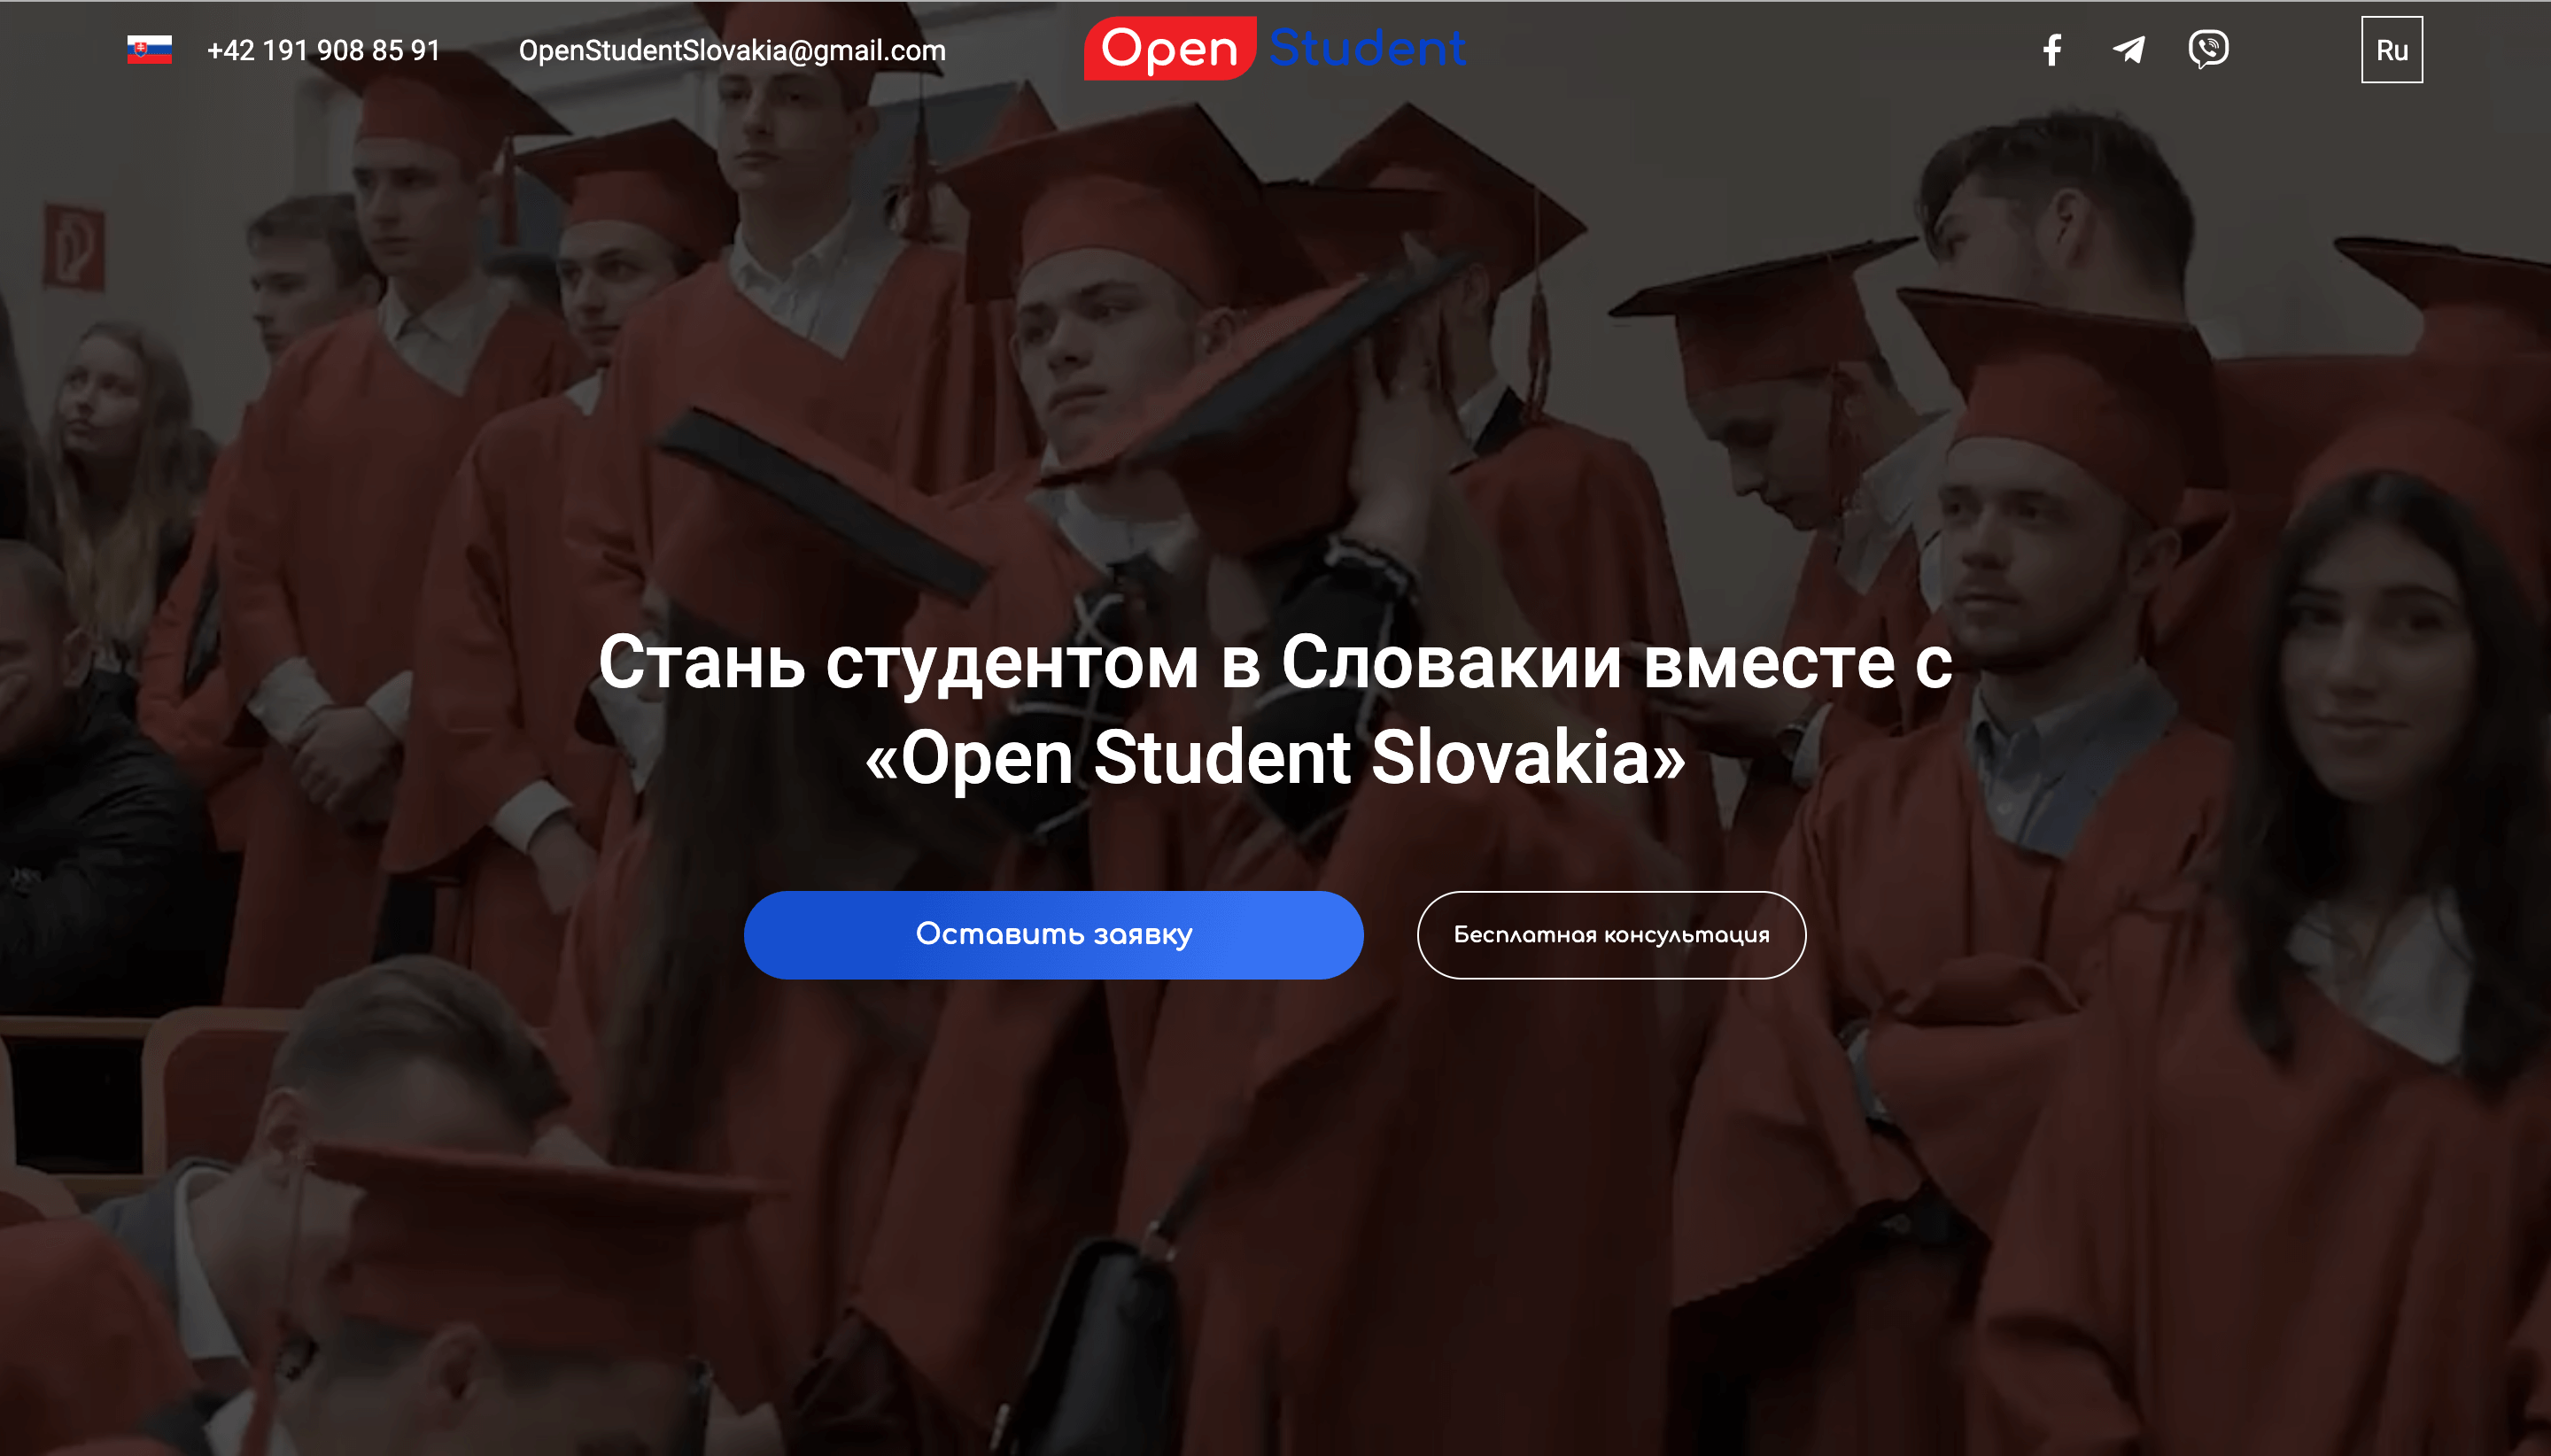 +42 191 908 85 91
OpenStudentSlovakia@gmail.com
Open Student
Ru
Стань студентом в Словакии вместе с
«Open Student Slovakia»
Оставить заявку
Бесплатная консультация